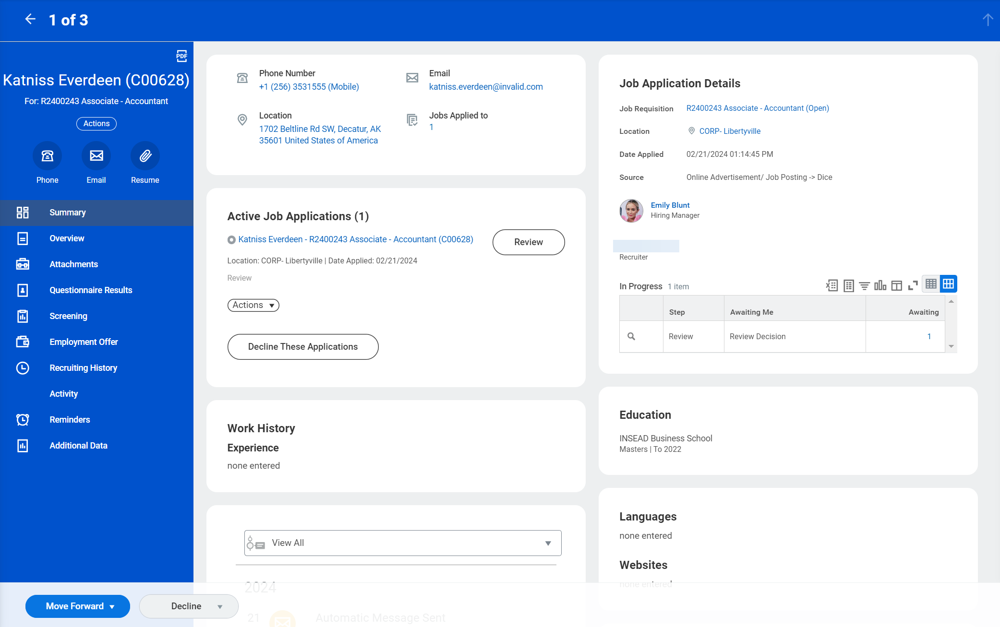 1 of 3
PDF
Katniss Everdeen (C00628)
For: R2400243 Associate - Accountant
Actions
Phone
Email
Resume
Summary
Overview
Attachments
Questionnaire Results
Screening
Employment Offer
Recruiting History
Activity
Reminders
Additional Data
Move Forward
Decline
Phone Number
+1 (256) 3531555 (Mobile)
Email
katniss.everdeen@invalid.com
Location
1702 Beltline Rd SW, Decatur, AK
35601 United States of America
Jobs Applied to
1
Active Job Applications (1)
Katniss Everdeen - R2400243 Associate - Accountant (C00628)
Review
Location: CORP- Libertyville | Date Applied: 02/21/2024
Review
Actions
Decline These Applications
Work History
Experience
none entered
View All
2024
21
Automatic Message Sent
Job Application Details
Job Requisition
R2400243 Associate - Accountant (Open)
Location
CORP- Libertyville
Date Applied
02/21/2024 01:14:45 PM
Source
Online Advertisement/ Job Posting -> Dice
Emily Blunt
Hiring Manager
Recruiter
In Progress 1 item
Step
Awaiting Me
Awaiting
Review
Review Decision
1
Education
INSEAD Business School
Masters | To 2022
Languages
none entered
Websites
none entered